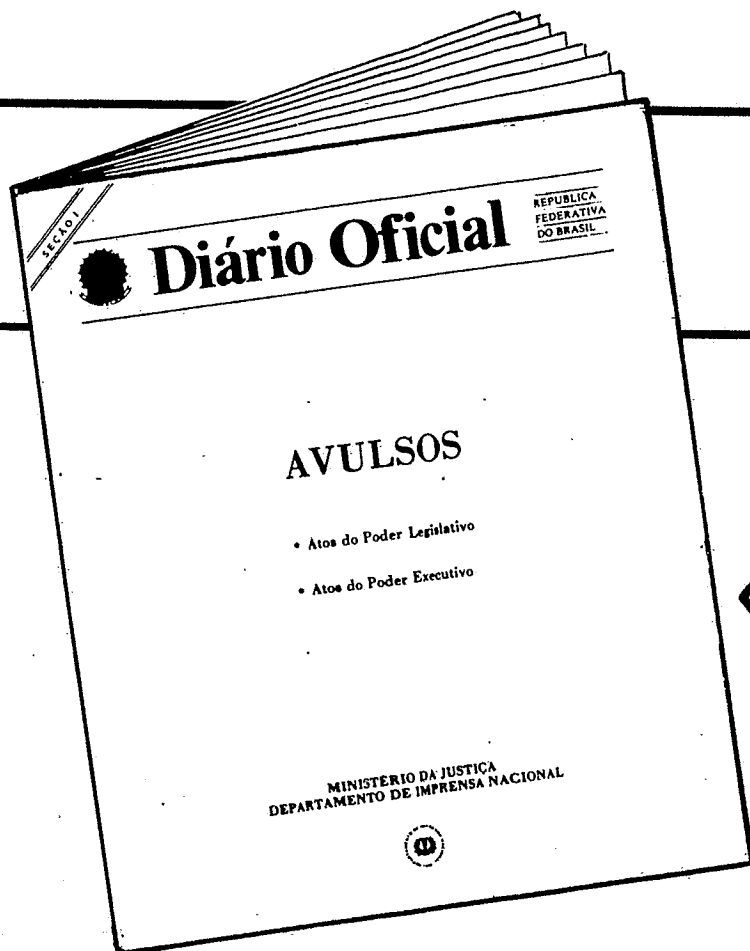 SEÇÃO I
Diário Oficial
REPUBLICA
FEDERATIVA
DO BRASIL
AVULSOS
• Atos do Poder Legislativo
• Atos do Poder Executivo
MINISTÉRIO DA JUSTIÇA
DEPARTAMENTO DE IMPRENSA NACIONAL